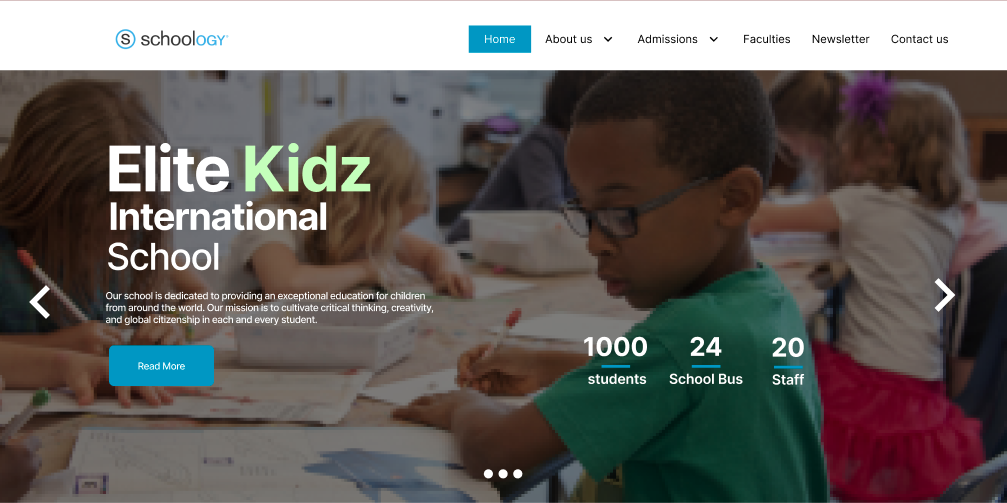 S schoology
Home
About us
Admissions
Faculties
Newsletter
Contact us
Elite Kidz
International
School
Our school is dedicated to providing an exceptional education for children
from around the world. Our mission is to cultivate critical thinking, creativity,
and global citizenship in each and every student.
Read More
1000
students
24
School Bus
20
Staff